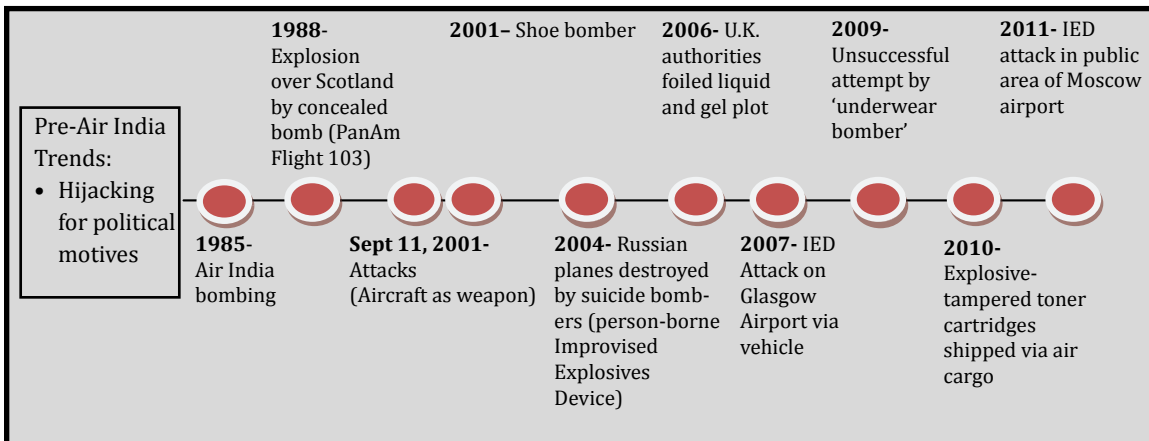 Pre-Air India
Trends:
• Hijacking
for political
motives
1985-
Air India
bombing
1988-
Explosion
over Scotland
by concealed
bomb (PanAm
Flight 103)
Sept 11, 2001-
Attacks
(Aircraft as weapon)
2001– Shoe bomber
2004- Russian
planes destroyed
by suicide bomb-
ers (person-borne
Improvised
Explosives
Device)
2006- U.K.
authorities
foiled liquid
and gel plot
2007- IED
Attack on
Glasgow
Airport via
vehicle
2009-
Unsuccessful
attempt by
‘underwear
bomber’
2010-
Explosive-
tampered toner
cartridges
shipped via air
cargo
2011- IED
attack in public
area of Moscow
airport